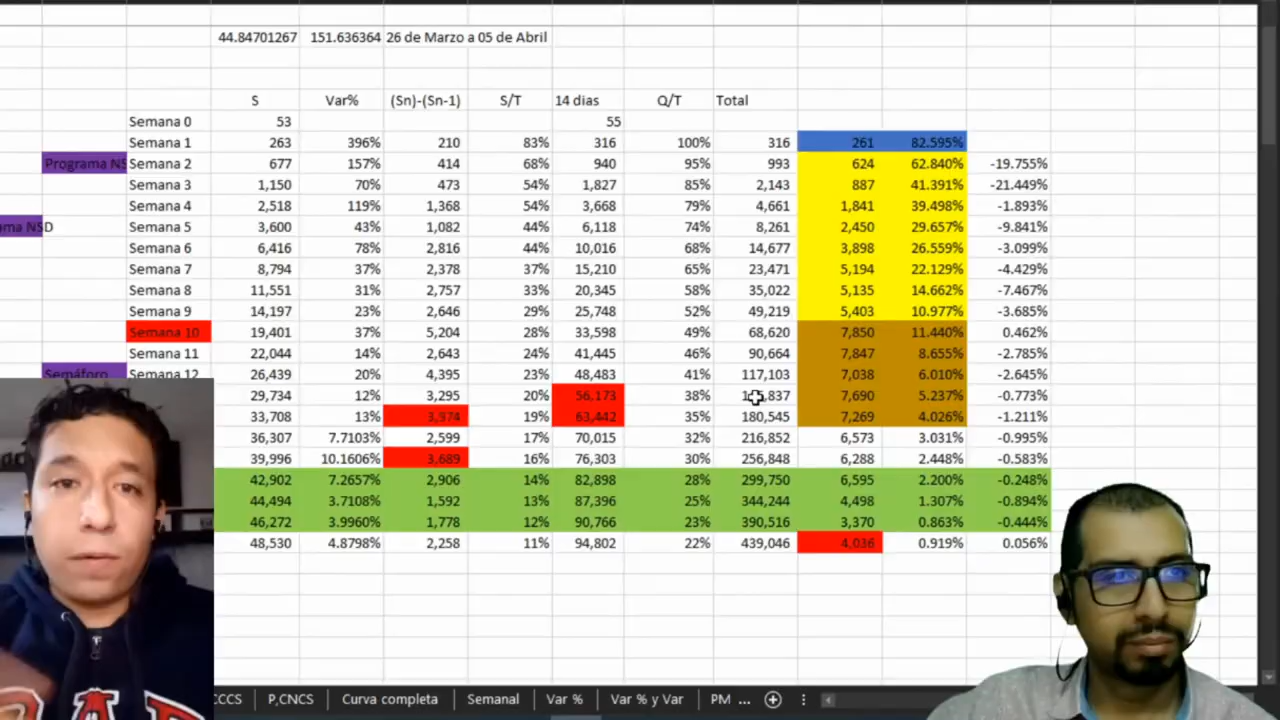 44.84701267 151.636364 26 de Marzo a 05 de Abril
S Var% (Sn)-(Sn-1) S/T 14 dias Q/T Total
Semana 0 53 55
Semana 1 263 396% 210 83% 316 100% 316 261 82.595%
Programa NS Semana 2 677 157% 414 68% 940 95% 993 624 62.840% -19.755%
Semana 3 1,150 70% 473 54% 1,827 85% 2,143 887 41.391% -21.449%
Semana 4 2,518 119% 1,368 54% 3,668 79% 4,661 1,841 39.498% -1.893%
ama NSD Semana 5 3,600 43% 1,082 44% 6,118 74% 8,261 2,450 29.657% -9.841%
Semana 6 6,416 78% 2,816 44% 10,016 68% 14,677 3,898 26.559% -3.099%
Semana 7 8,794 37% 2,378 37% 15,210 65% 23,471 5,194 22.129% -4.429%
Semana 8 11,551 31% 2,757 33% 20,345 58% 35,022 5,135 14.662% -7.467%
Semana 9 14,197 23% 2,646 29% 25,748 52% 49,219 5,403 10.977% -3.685%
Semana 10 19,401 37% 5,204 28% 33,598 49% 68,620 7,850 11.440% 0.462%
Semana 11 22,044 14% 2,643 24% 41,445 46% 90,664 7,847 8.655% -2.785%
Semáforo Semana 12 26,439 20% 4,395 23% 48,483 41% 117,103 7,038 6.010% -2.645%
29,734 12% 3,295 20% 56,173 38% 7,690 5.237% -0.773%
33,708 13% 3,974 19% 63,442 35% 180,545 7,269 4.026% -1.211%
36,307 7.7103% 2,599 17% 70,015 32% 216,852 6,573 3.031% -0.995%
39,996 10.1606% 3,689 16% 76,303 30% 256,848 6,288 2.448% -0.583%
42,902 7.2657% 2,906 14% 82,898 28% 299,750 6,595 2.200% -0.248%
44,494 3.7108% 1,592 13% 87,396 25% 344,244 4,498 1.307% -0.894%
46,272 3.9960% 1,778 12% 90,766 23% 390,516 3,370 0.863% -0.444%
48,530 4.8798% 2,258 11% 94,802 22% 439,046 4,036 0.919% 0.056%
CCCS P,CNCS Curva completa Semanal Var % Var % y Var PM ...